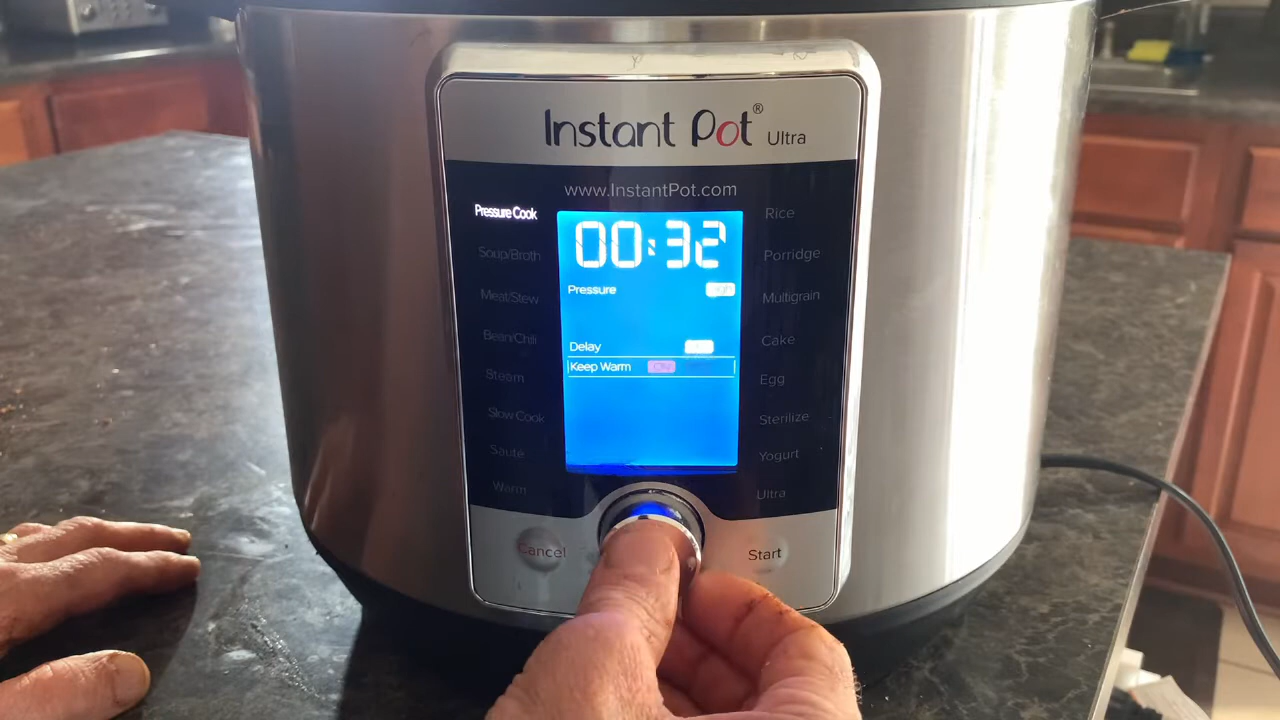 Instant Pot® Ultra
www.InstantPot.com
Pressure Cook
Soup/Broth
Meat/Stew
Bean/Chili
Steam
Slow Cook
Sauté
Warm
00:32
Pressure
Delay
Keep Warm
Rice
Porridge
Multigrain
Cake
Egg
Sterilize
Yogurt
Ultra
Cancel
Start